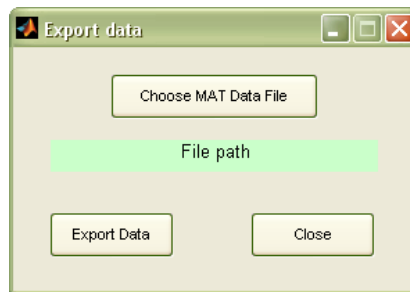 Export data
Choose MAT Data File
File path
Export Data
Close